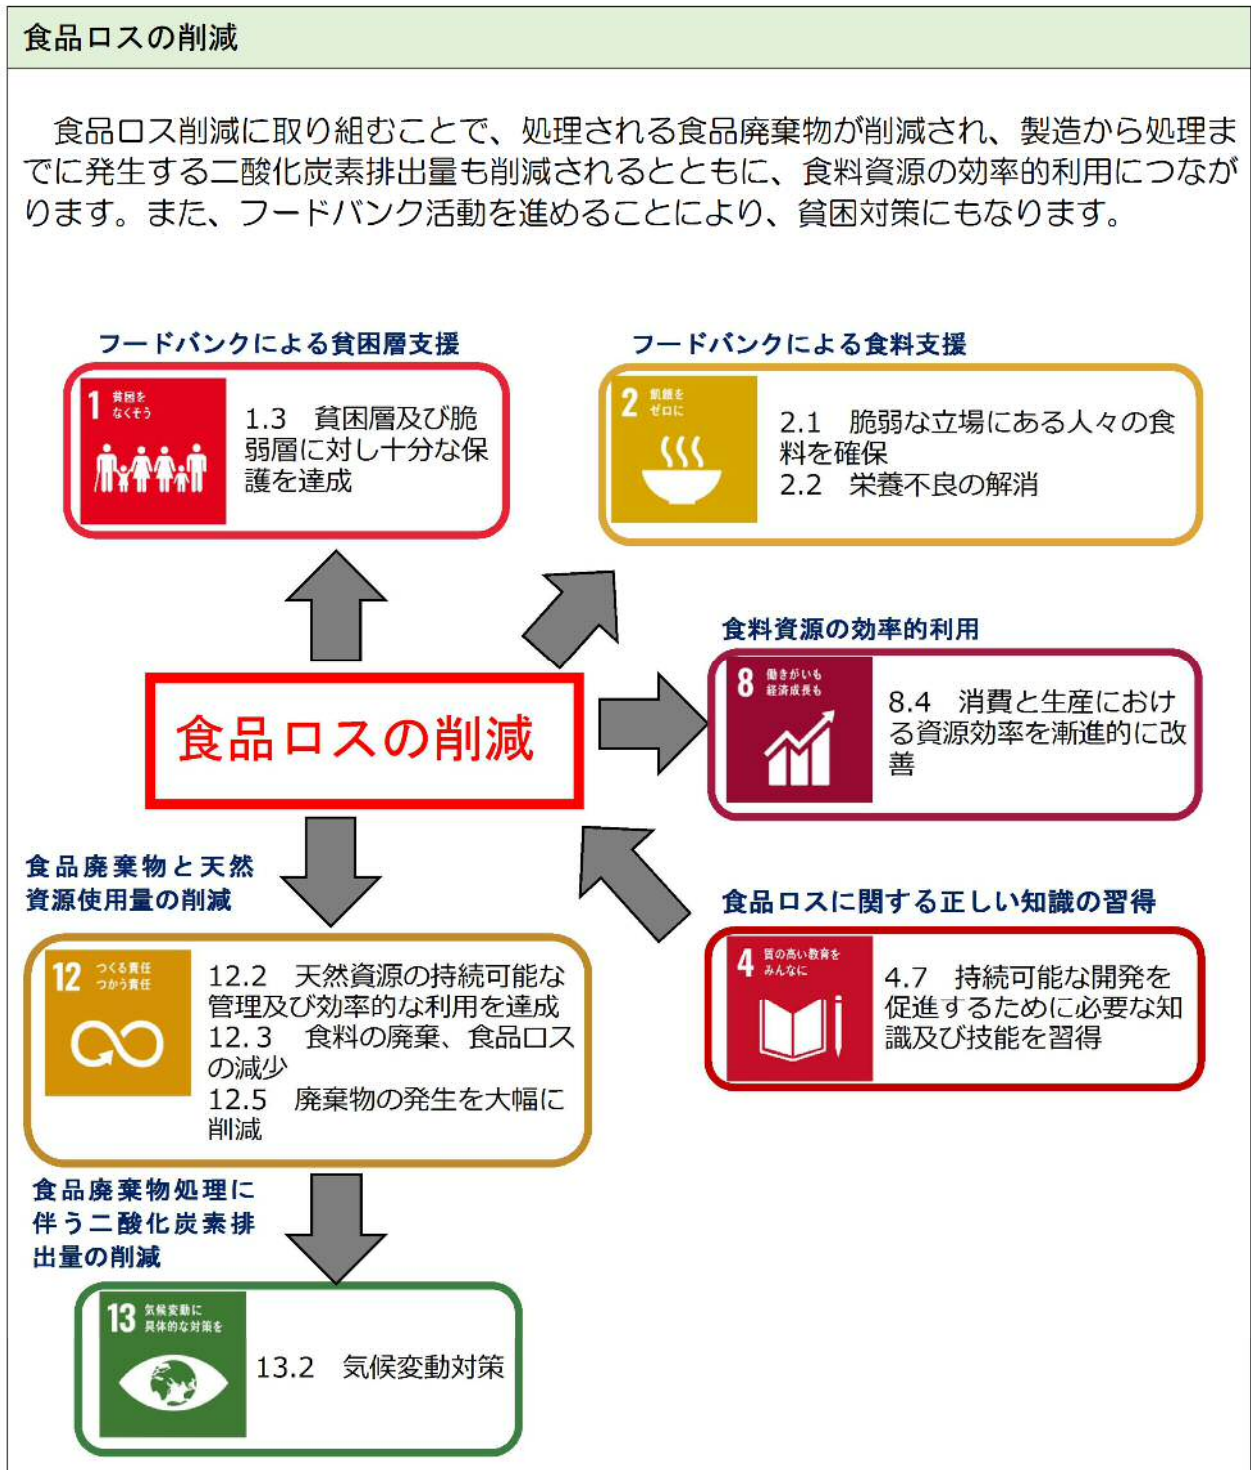 食品ロスの削減
食品ロス削減に取り組むことで、処理される食品廃棄物が削減され、製造から処理ま
でに発生する二酸化炭素排出量も削減されるとともに、食料資源の効率的利用につなが
ります。また、フードバンク活動を進めることにより、貧困対策にもなります。
フードバンクによる貧困層支援
1 貧困を
なくそう
1.3 貧困層及び脆
弱層に対し十分な保
護を達成
フードバンクによる食料支援
2 飢餓を
ゼロに
2.1 脆弱な立場にある人々の食
料を確保
2.2 栄養不良の解消
食料資源の効率的利用
8 働きがいも
経済成長も
8.4 消費と生産におけ
る資源効率を漸進的に改
善
食品ロスの削減
食品廃棄物と天然
資源使用量の削減
12 つくる責任
つかう責任
12.2 天然資源の持続可能な
管理及び効率的な利用を達成
12.3 食料の廃棄、食品ロス
の減少
12.5 廃棄物の発生を大幅に
削減
食品ロスに関する正しい知識の習得
4 質の高い教育を
みんなに
4.7 持続可能な開発を
促進するために必要な知
識及び技能を習得
食品廃棄物処理に
伴う二酸化炭素排
出量の削減
13 気候変動に
具体的な対策を
13.2 気候変動対策